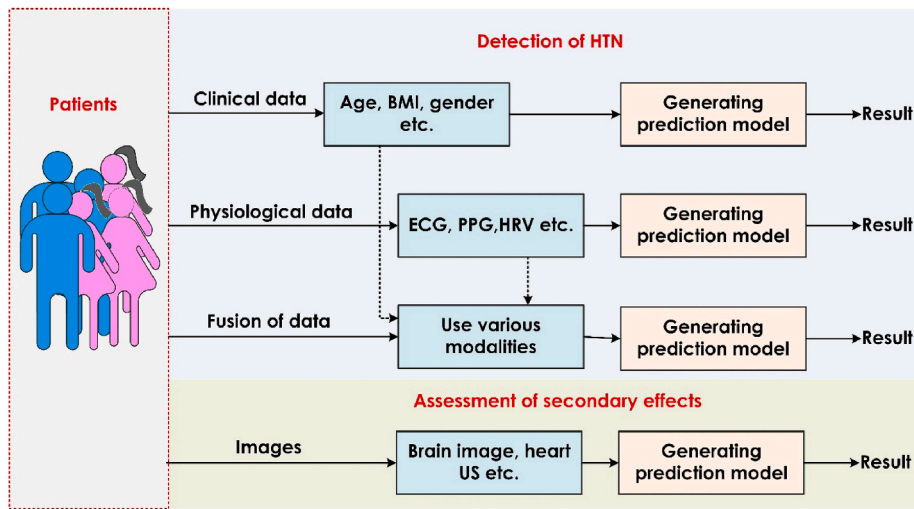 Detection of HTN
Patients
Clinical data
Age, BMI, gender
etc.
Generating
prediction model
Result
Physiological data
ECG, PPG,HRV etc.
Generating
prediction model
Result
Fusion of data
Use various
modalities
Generating
prediction model
Result
Assessment of secondary effects
Images
Brain image, heart
US etc.
Generating
prediction model
Result